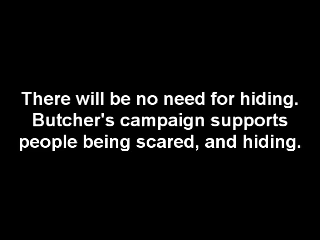 There will be no need for hiding.
Butcher's campaign supports
people being scared, and hiding.